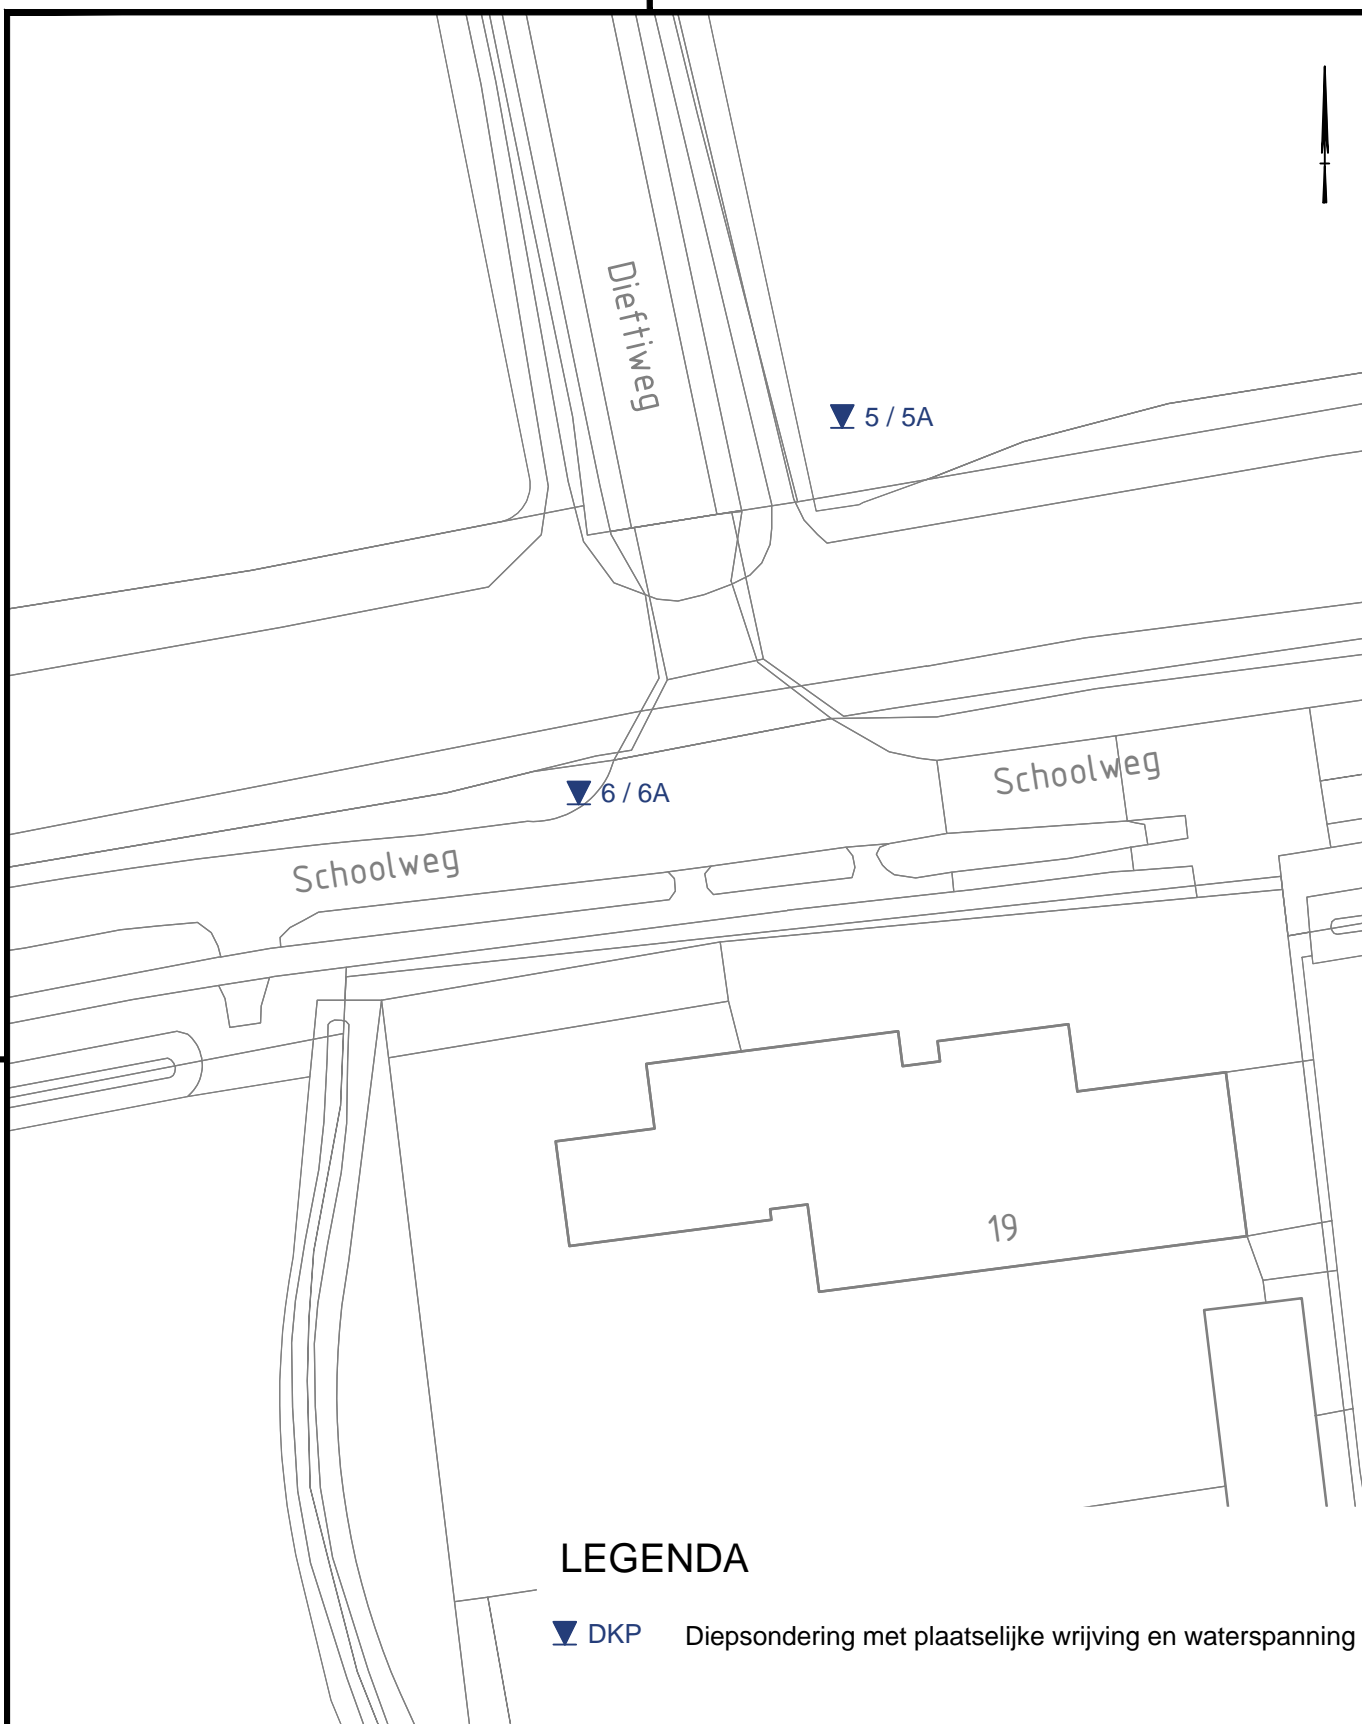 Dieftiweg
5 / 5A
Schoolweg
6 / 6A
Schoolweg
19
LEGENDA
DKP Diepsondering met plaatselijke wrijving en waterspanning